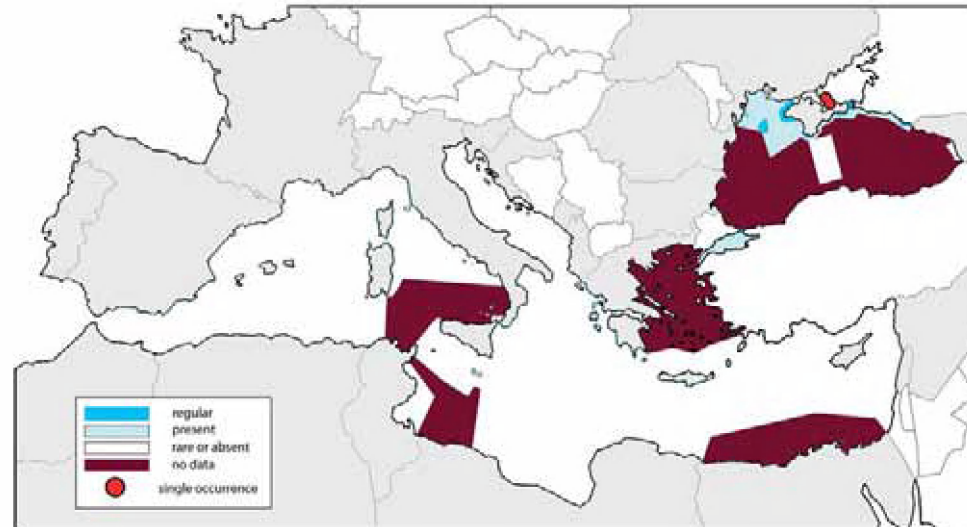 regular
present
rare or absent
no data
single occurrence